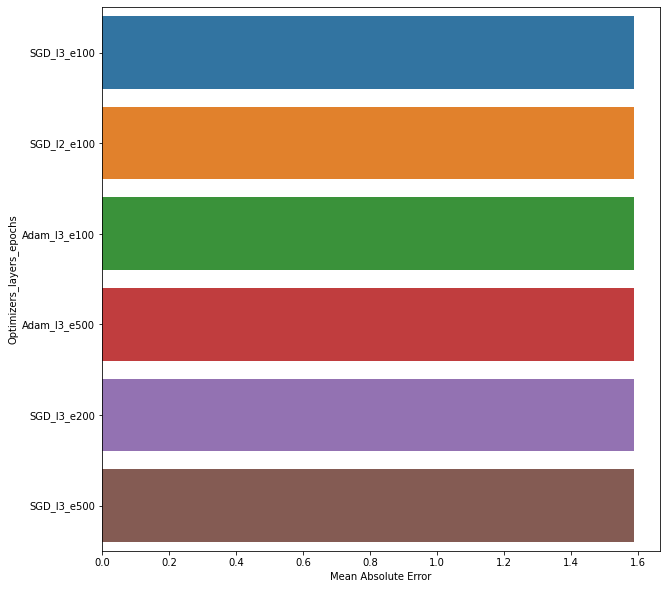 SGD_l3_e100
SGD_l2_e100
Adam_l3_e100
Adam_l3_e500
SGD_l3_e200
SGD_l3_e500
Optimizers_layers_epochs
0.0 0.2 0.4 0.6 0.8 1.0 1.2 1.4 1.6
Mean Absolute Error